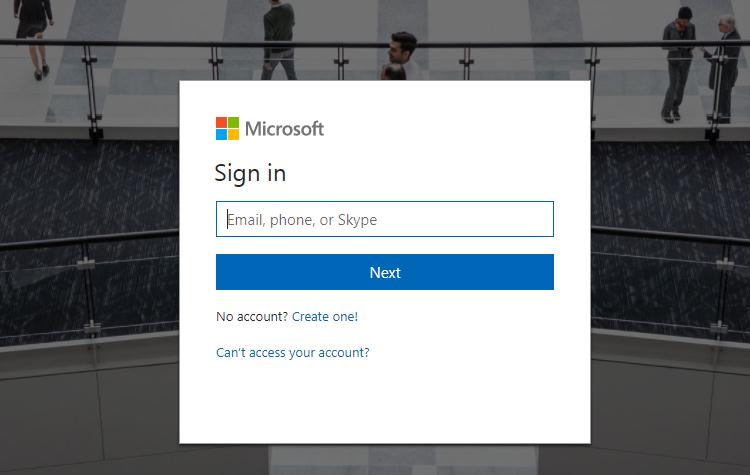 Microsoft
Sign in
Email, phone, or Skype
Next
No account? Create one!
Can't access your account?